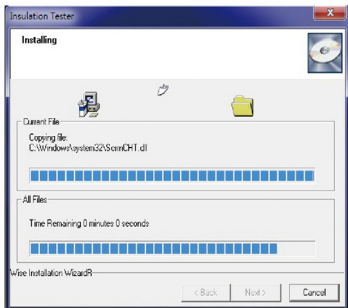 Insulation Tester
Installing
Current File
Copying file:
C:\Windows\system32\ScrrnCHT.dll
All Files
Time Remaining 0 minutes 0 seconds
Wise Installation WizardR
< Back
Next >
Cancel